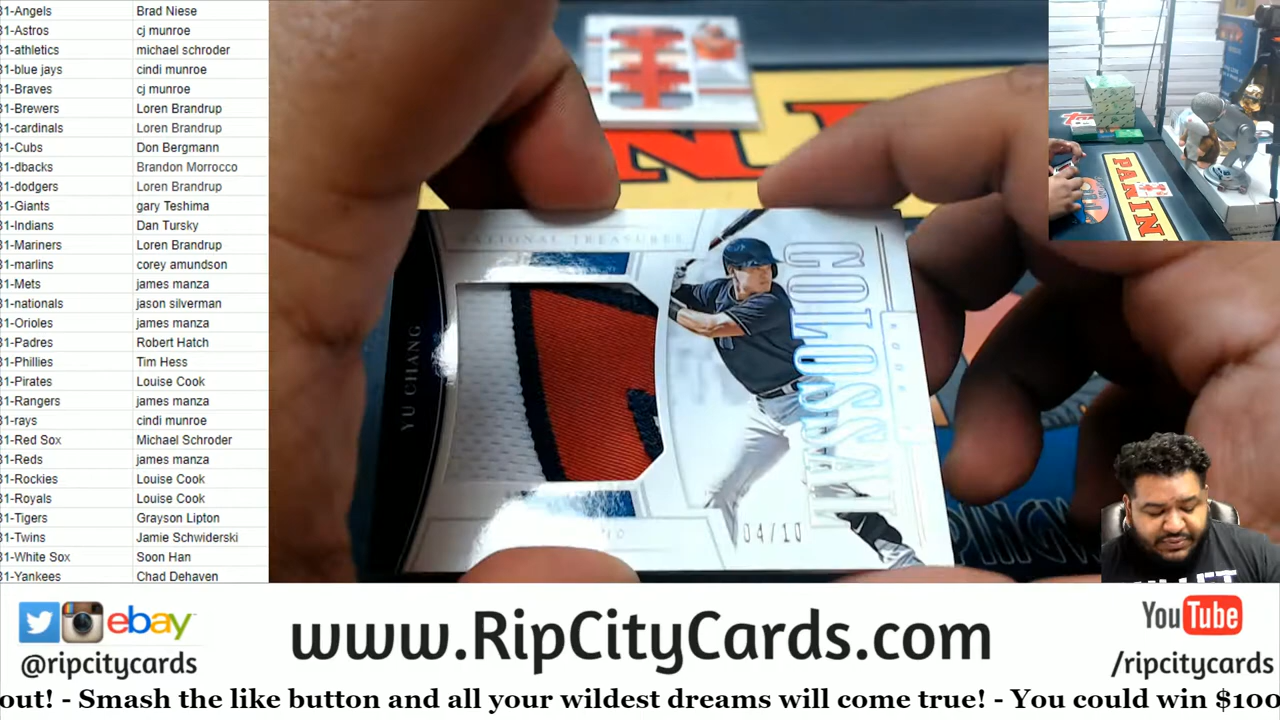 31-Angels Brad Niese
31-Astros cj munroe
31-athletics michael schroder
31-blue jays cindi munroe
31-Braves cj munroe
31-Brewers Loren Brandrup
31-cardinals Loren Brandrup
31-Cubs Don Bergmann
31-dbacks Brandon Morrocco
31-dodgers Loren Brandrup
31-Giants gary Teshima
31-Indians Dan Tursky
31-Mariners Loren Brandrup
31-marlins corey amundson
31-Mets james manza
31-nationals jason silverman
31-Orioles james manza
31-Padres Robert Hatch
31-Phillies Tim Hess
31-Pirates Louise Cook
31-Rangers james manza
31-rays cindi munroe
31-Red Sox Michael Schroder
31-Reds james manza
31-Rockies Louise Cook
31-Royals Louise Cook
31-Tigers Grayson Lipton
31-Twins Jamie Schwiderski
31-White Sox Soon Han
31-Yankees Chad Dehaven
NATIONAL TREASURES
YU CHANG
COLOSSAL
04/10
PANINI
ebay
@ripcitycards
www.RipCityCards.com
YouTube
/ripcitycards
out! - Smash the like button and all your wildest dreams will come true! - You could win $100